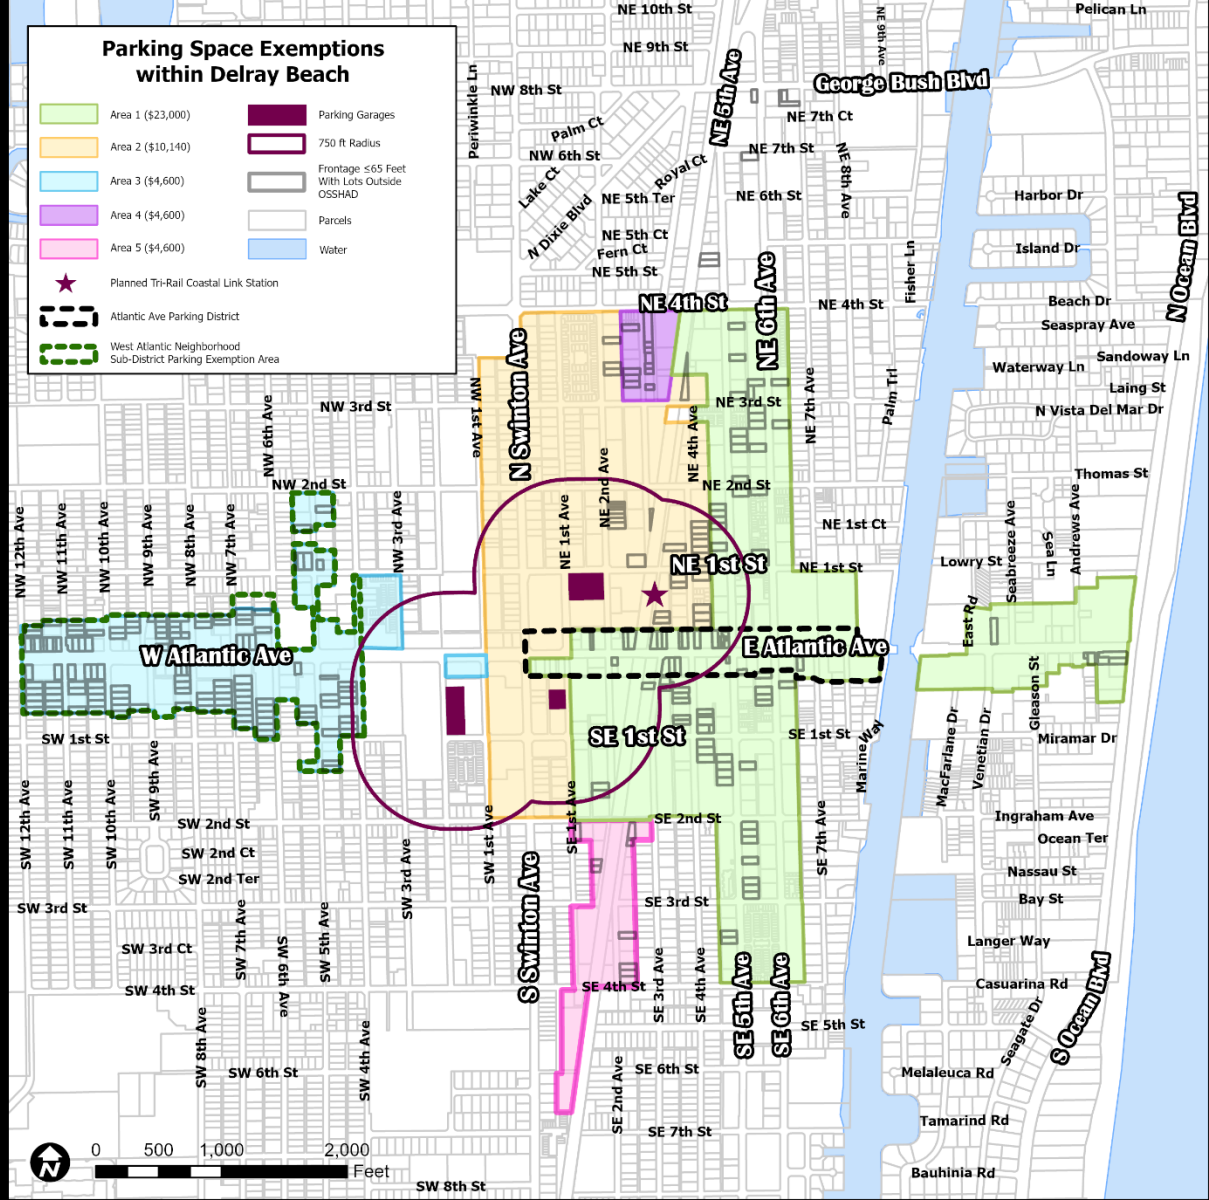 Parking Space Exemptions
within Delray Beach
Area 1 ($23,000)
Area 2 ($10,140)
Area 3 ($4,600)
Area 4 ($4,600)
Area 5 ($4,600)
Planned Tri-Rail Coastal Link Station
Atlantic Ave Parking District
West Atlantic Neighborhood
Sub-District Parking Exemption Area
Parking Garages
750 ft Radius
Frontage ≤65 Feet
With Lots Outside
OSSHAD
Parcels
Water
NE 10th St
Pelican Ln
NE 9th Ave
NE 9th St
NE 5th Ave
George Bush Blvd
Periwinkle Ln
NW 8th St
NE 7th Ct
Palm Ct
NE 7th St
NW 6th St
Royal Ct
NE 8th Ave
Lake Ct
NE 5th Ter
NE 6th St
Harbor Dr
N Dixie Blvd
NE 5th Ct
Fern Ct
Island Dr
N Ocean Blvd
NE 5th St
Fisher Ln
NE 6th Ave
NE 4th St
NE 4th St
Beach Dr
Seaspray Ave
N Swinton Ave
Sandoway Ln
Waterway Ln
Laing St
NW 1st Ave
NW 3rd St
NE 3rd St
NE 7th Ave
Palm Trl
N Vista Del Mar Dr
NW 6th Ave
NE 4th Ave
NE 2nd Ave
NW 2nd St
NE 2nd St
Thomas St
NW 12th Ave
NW 11th Ave
NW 10th Ave
NW 9th Ave
NW 8th Ave
NW 7th Ave
NW 3rd Ave
NE 1st Ave
NE 1st Ct
Seabreeze Ave
Sea Ln
Andrews Ave
Lowry St
NE 1st St
NE 1st St
East Rd
W Atlantic Ave
E Atlantic Ave
Gleason St
SW 1st St
SE 1st St
SE 1st St
Marine Way
MacFarlane Dr
Venetian Dr
Miramar Dr
SW 12th Ave
SW 11th Ave
SW 10th Ave
SW 9th Ave
SW 2nd St
SE 1st Ave
SE 2nd St
SE 7th Ave
Ingraham Ave
SW 1st Ave
Ocean Ter
SW 2nd Ct
SW 3rd Ave
Nassau St
SW 2nd Ter
Bay St
SW 3rd St
S Swinton Ave
SE 3rd St
SW 7th Ave
SW 6th Ave
SW 5th Ave
SW 3rd Ct
Langer Way
SE 3rd Ave
SE 4th Ave
SE 5th Ave
SE 6th Ave
SW 4th St
SE 4th St
Casuarina Rd
S Ocean Blvd
SW 8th Ave
SW 4th Ave
SE 5th St
Seagate Dr
SW 6th St
SE 2nd Ave
SE 6th St
Melaleuca Rd
Tamarind Rd
SE 7th St
Bauhinia Rd
SW 8th St
N
0 500 1,000 2,000
Feet